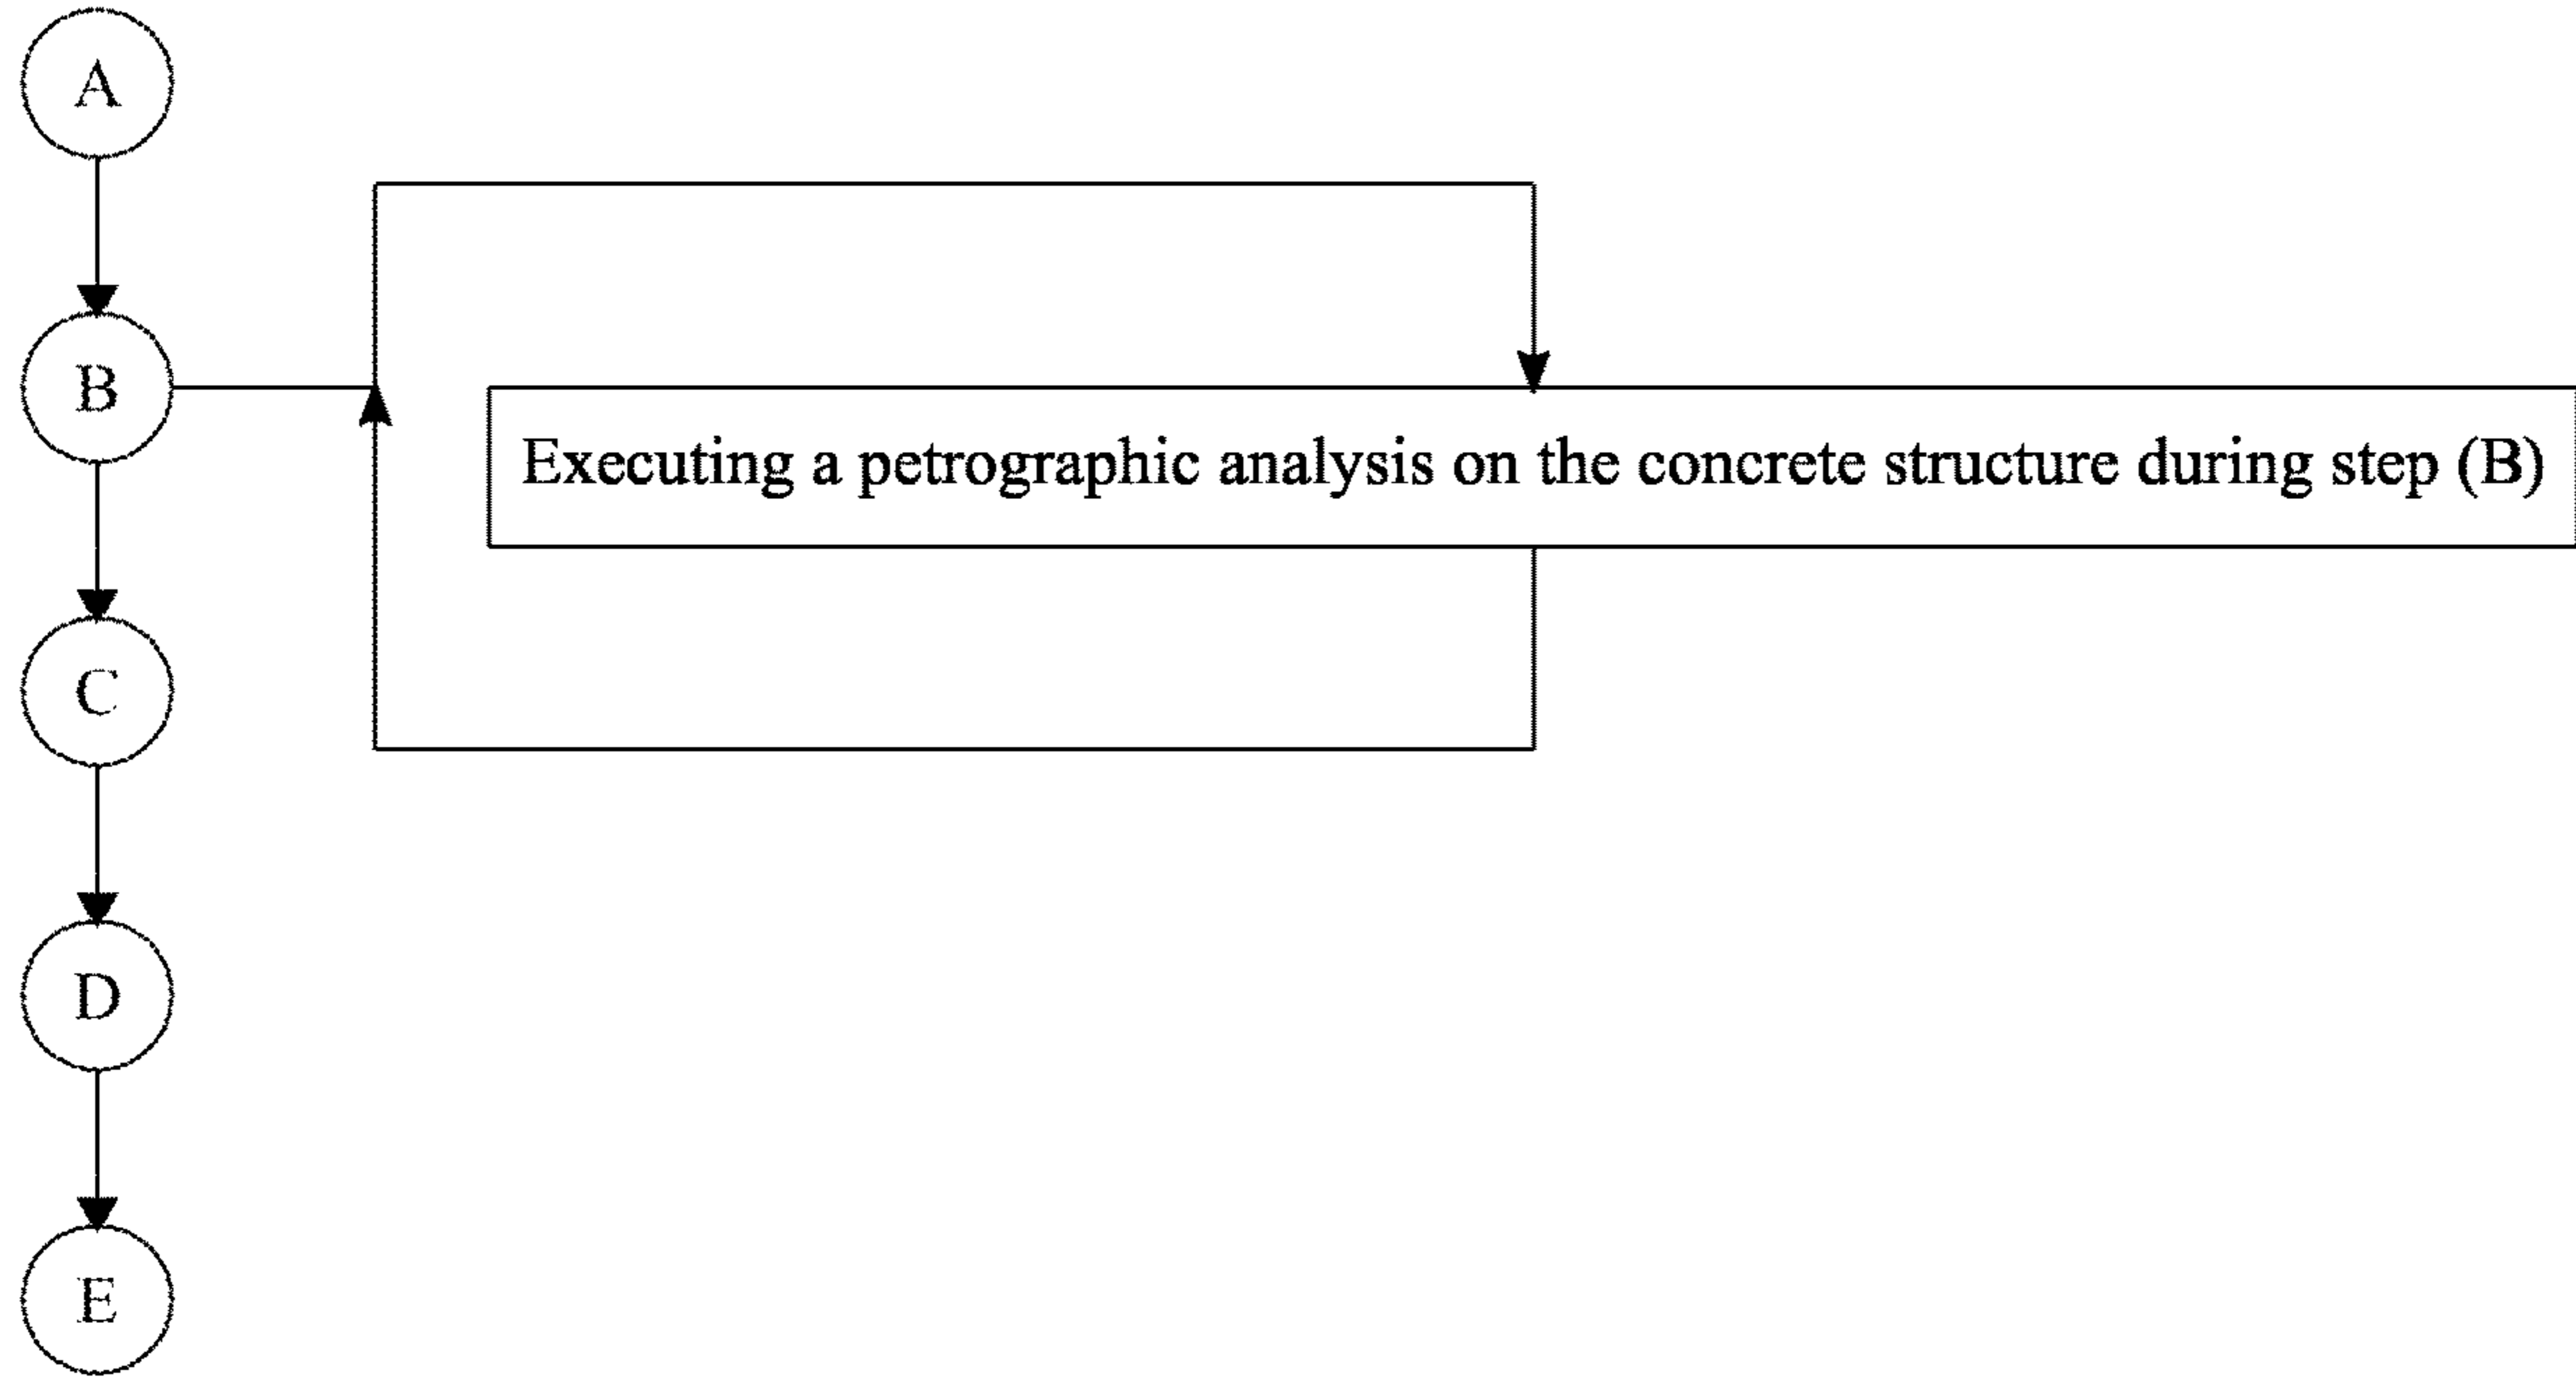 A
B
Executing a petrographic analysis on the concrete structure during step (B)
C
D
E